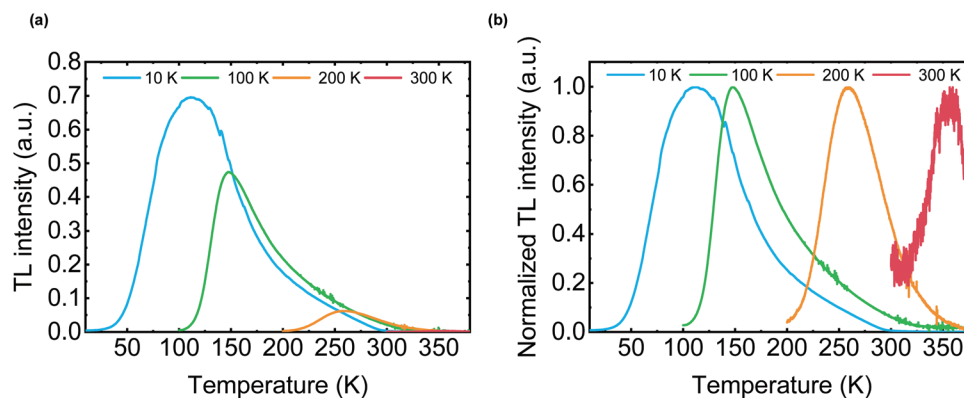 (a)
10 K 100 K 200 K 300 K
TL intensity (a.u.)
0.8
0.7
0.6
0.5
0.4
0.3
0.2
0.1
0.0
50 100 150 200 250 300 350
Temperature (K)
(b)
10 K 100 K 200 K 300 K
Normalized TL intensity (a.u.)
1.0
0.8
0.6
0.4
0.2
0.0
50 100 150 200 250 300 350
Temperature (K)